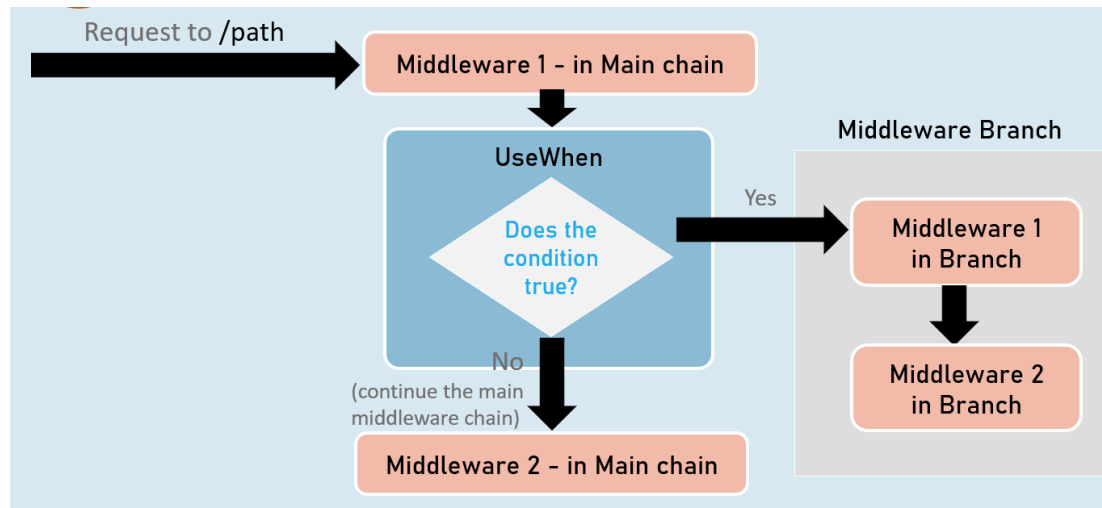 Request to /path
Middleware 1 - in Main chain
UseWhen
Does the
condition
true?
Yes
Middleware Branch
Middleware 1
in Branch
Middleware 2
in Branch
No
(continue the main
middleware chain)
Middleware 2 - in Main chain